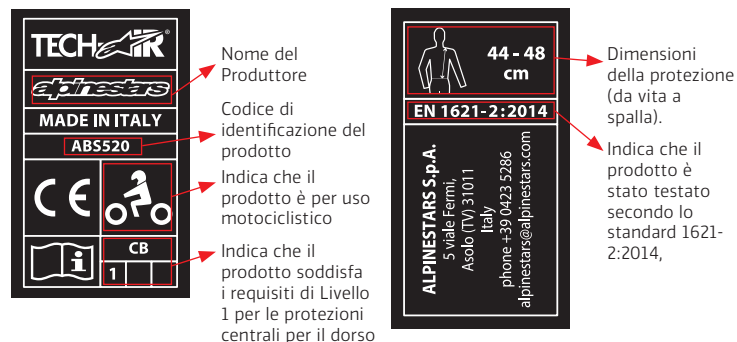 TECH-AIR
alpinestars
MADE IN ITALY
ABS520
CE
i
CB
1
Nome del
Produttore
Codice di
identificazione del
prodotto
Indica che il
prodotto è per uso
motociclistico
Indica che il
prodotto soddisfa
i requisiti di Livello
1 per le protezioni
centrali per il dorso
44 - 48
cm
EN 1621-2:2014
ALPINESTARS S.p.A.
5 viale Fermi,
Asolo (TV) 31011
Italy
phone +39 0423 5286
alpinestars@alpinestars.com
Dimensioni
della protezione
(da vita a
spalla).
Indica che il
prodotto è
stato testato
secondo lo
standard 1621-
2:2014,